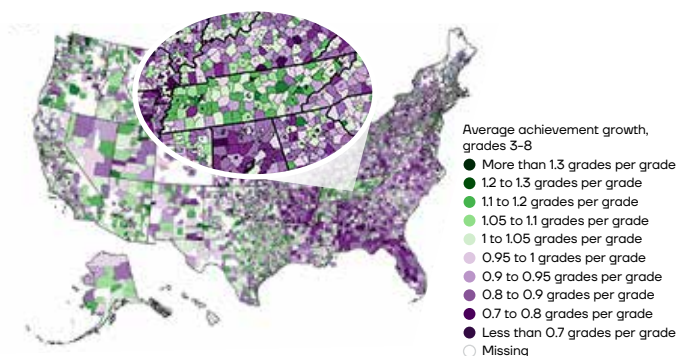 Average achievement growth,
grades 3-8
More than 1.3 grades per grade
1.2 to 1.3 grades per grade
1.1 to 1.2 grades per grade
1.05 to 1.1 grades per grade
1 to 1.05 grades per grade
0.95 to 1 grades per grade
0.9 to 0.95 grades per grade
0.8 to 0.9 grades per grade
0.7 to 0.8 grades per grade
Less than 0.7 grades per grade
Missing